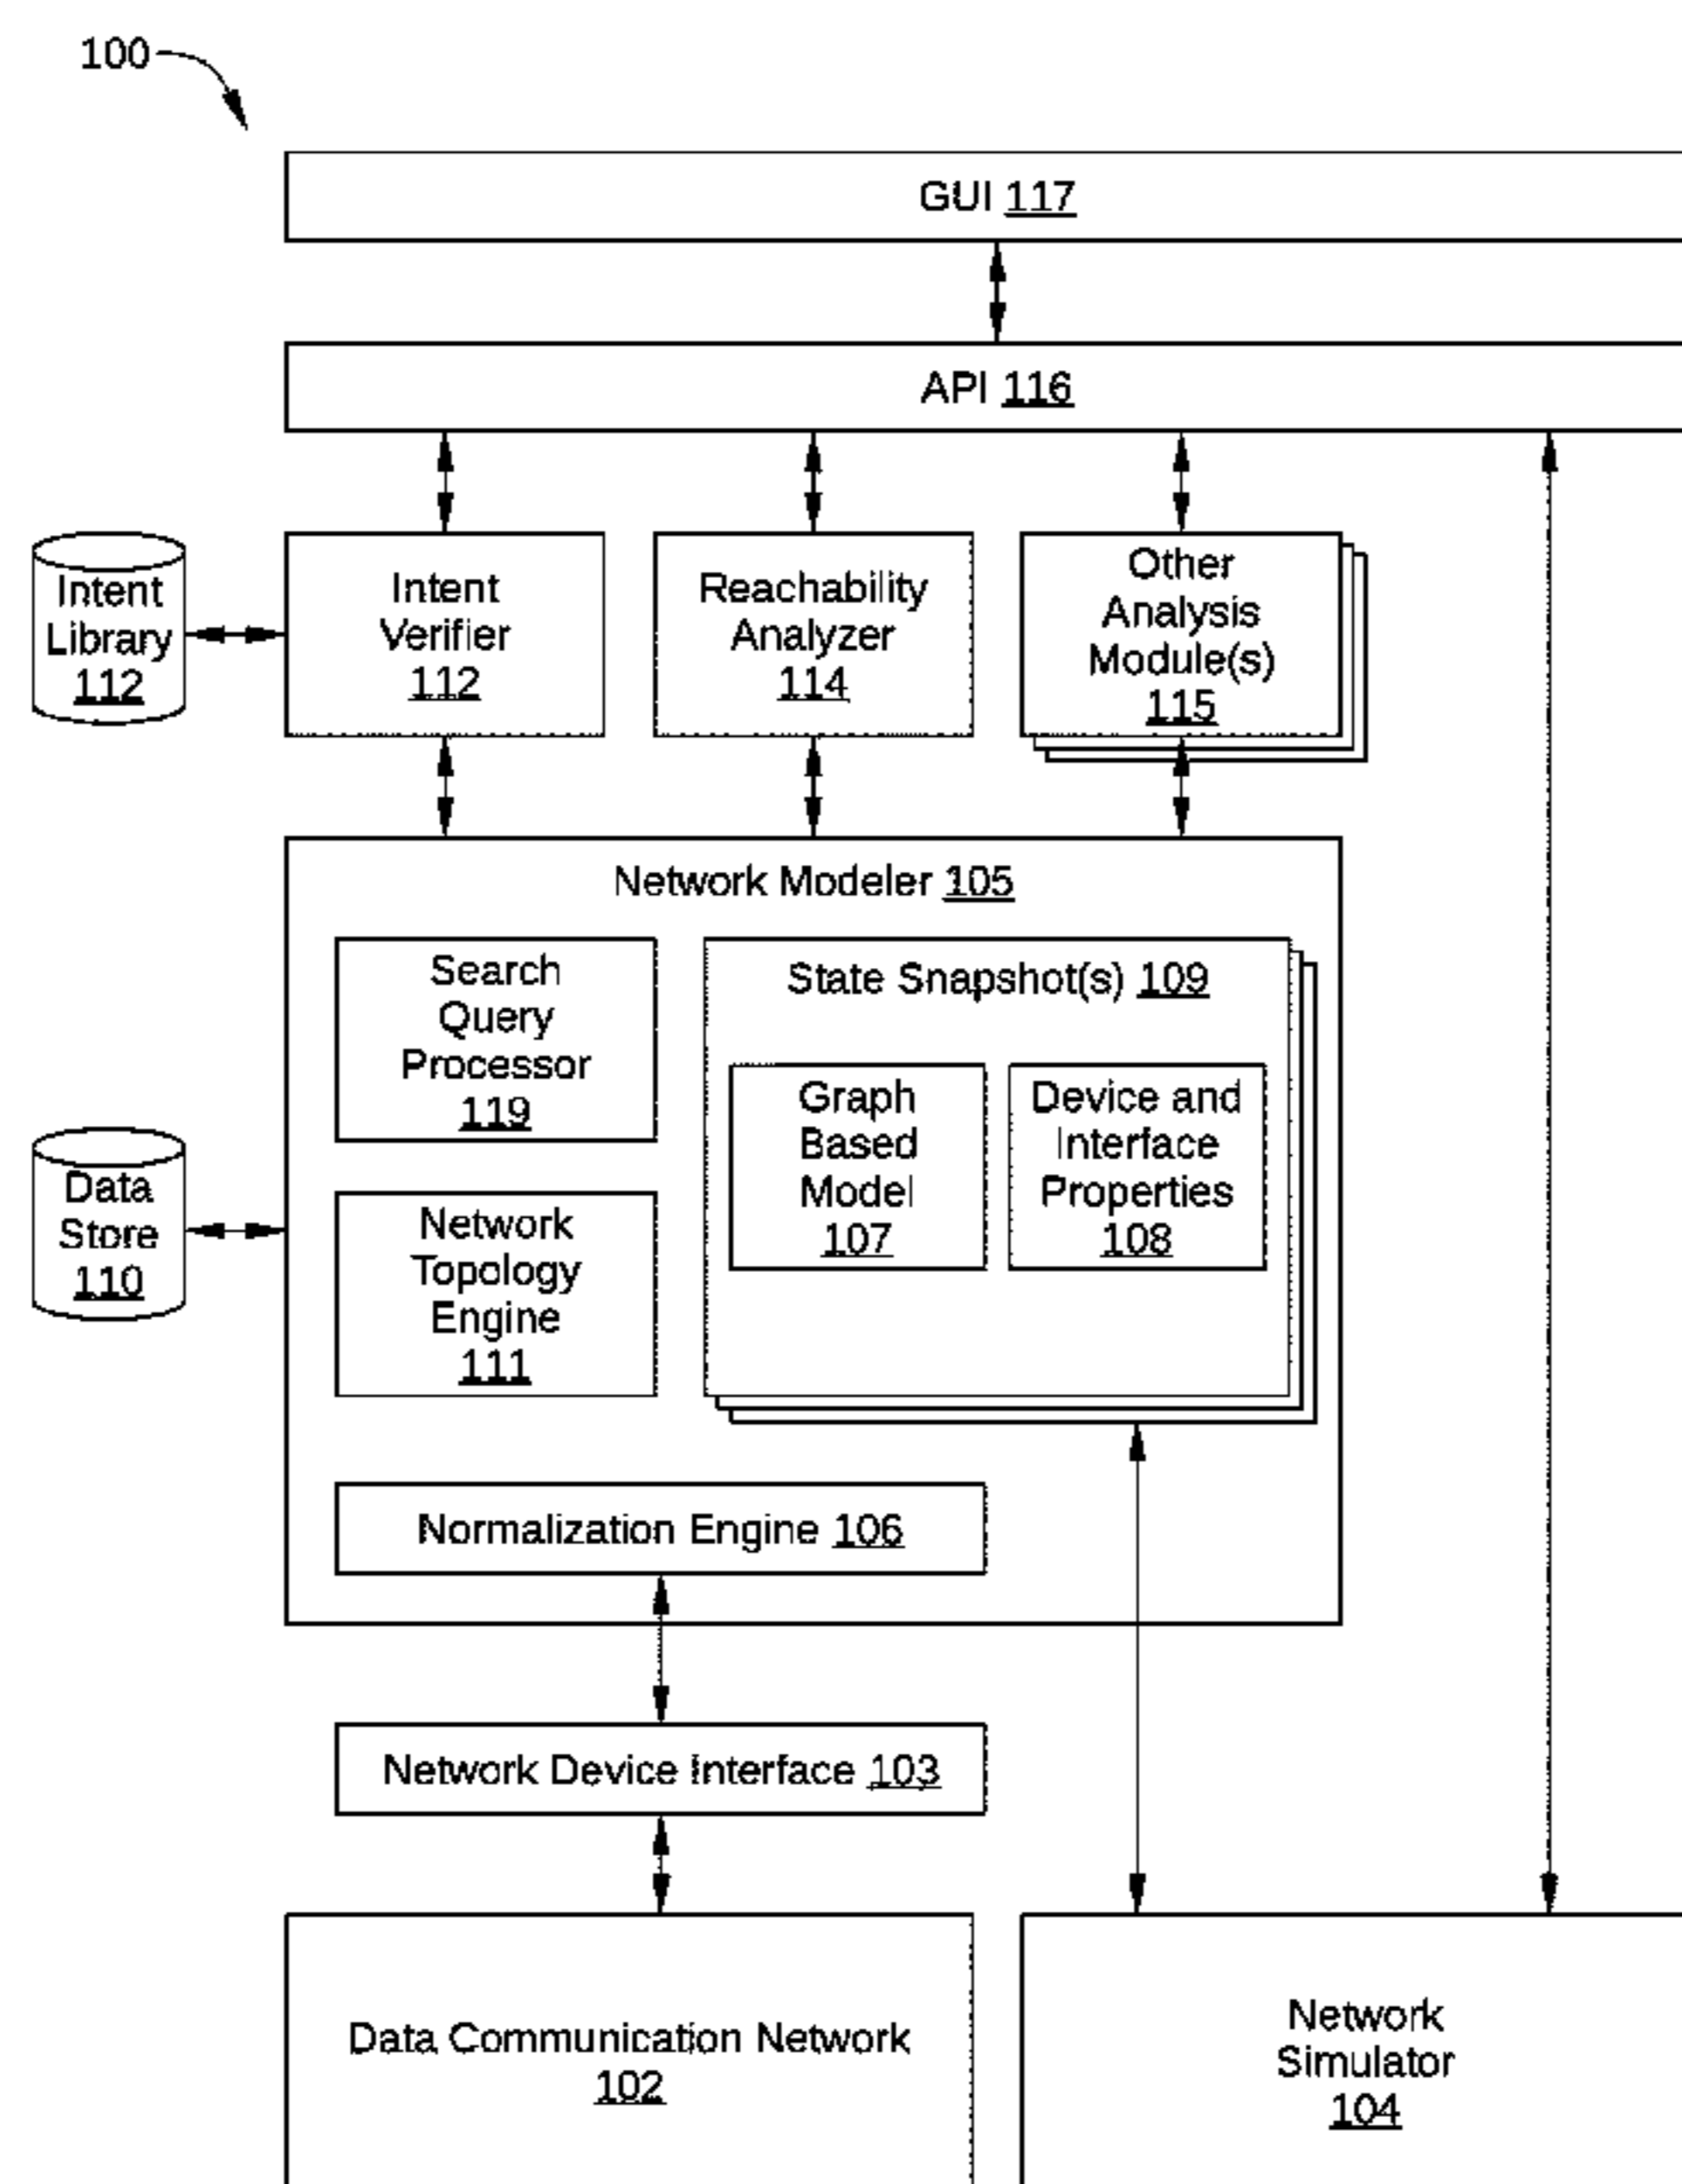 100
GUI 117
API 116
Intent
Library
112
Intent
Verifier
112
Reachability
Analyzer
114
Other
Analysis
Module(s)
115
Network Modeler 105
Search
Query
Processor
119
State Snapshot(s) 109
Graph
Based
Model
107
Device and
Interface
Properties
108
Data
Store
110
Network
Topology
Engine
111
Normalization Engine 106
Network Device Interface 103
Data Communication Network
102
Network
Simulator
104